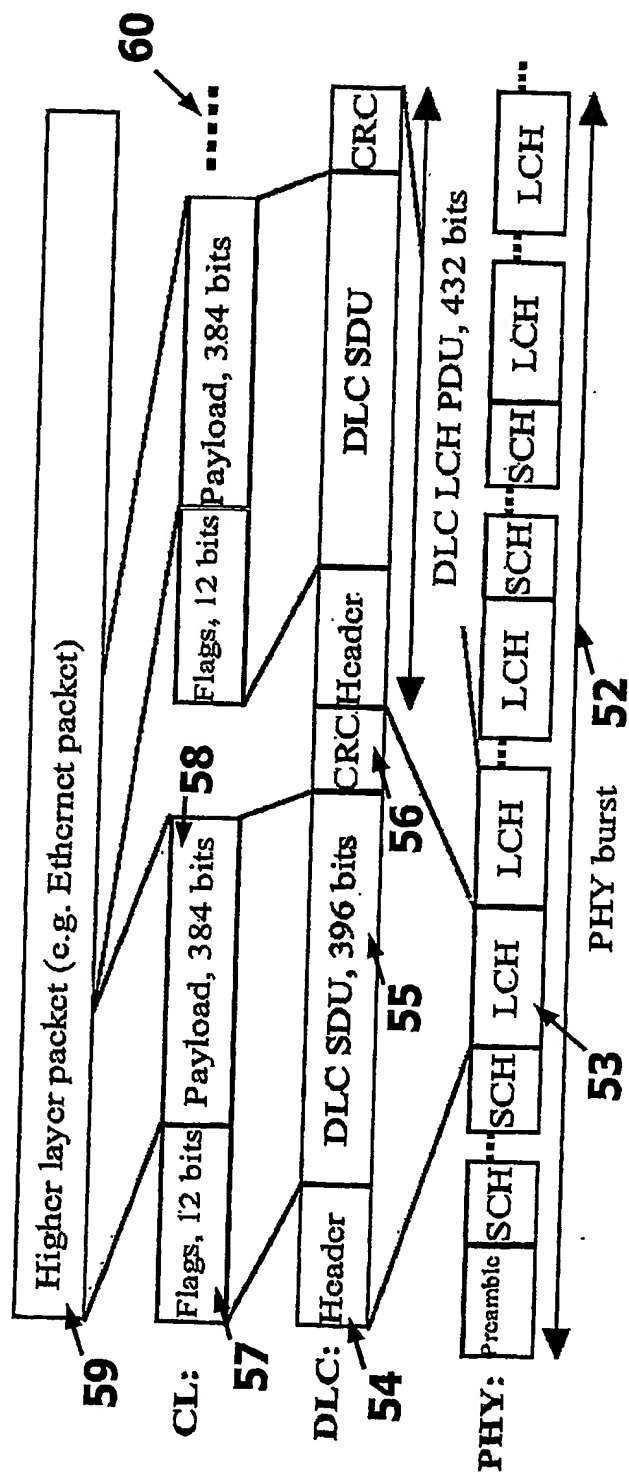 Higher layer packet (e.g. Ethernet packet)
59
60
CL:
Flags, 12 bits Payload, 384 bits
Flags, 12 bits Payload, 384 bits
57
58
DLC:
Header DLC SDU, 396 bits CRC Header DLC SDU CRC
54
55
56
DLC LCH PDU, 432 bits
PHY:
Preamble SCH SCH LCH LCH LCH SCH SCH LCH LCH
53
PHY burst
52